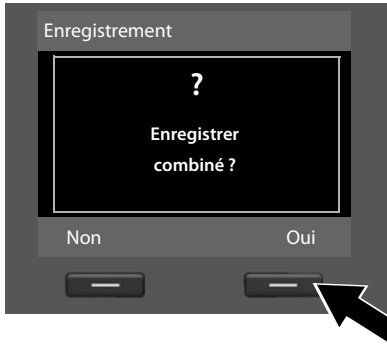 Enregistrement
?
Enregistrer
combiné ?
Non Oui